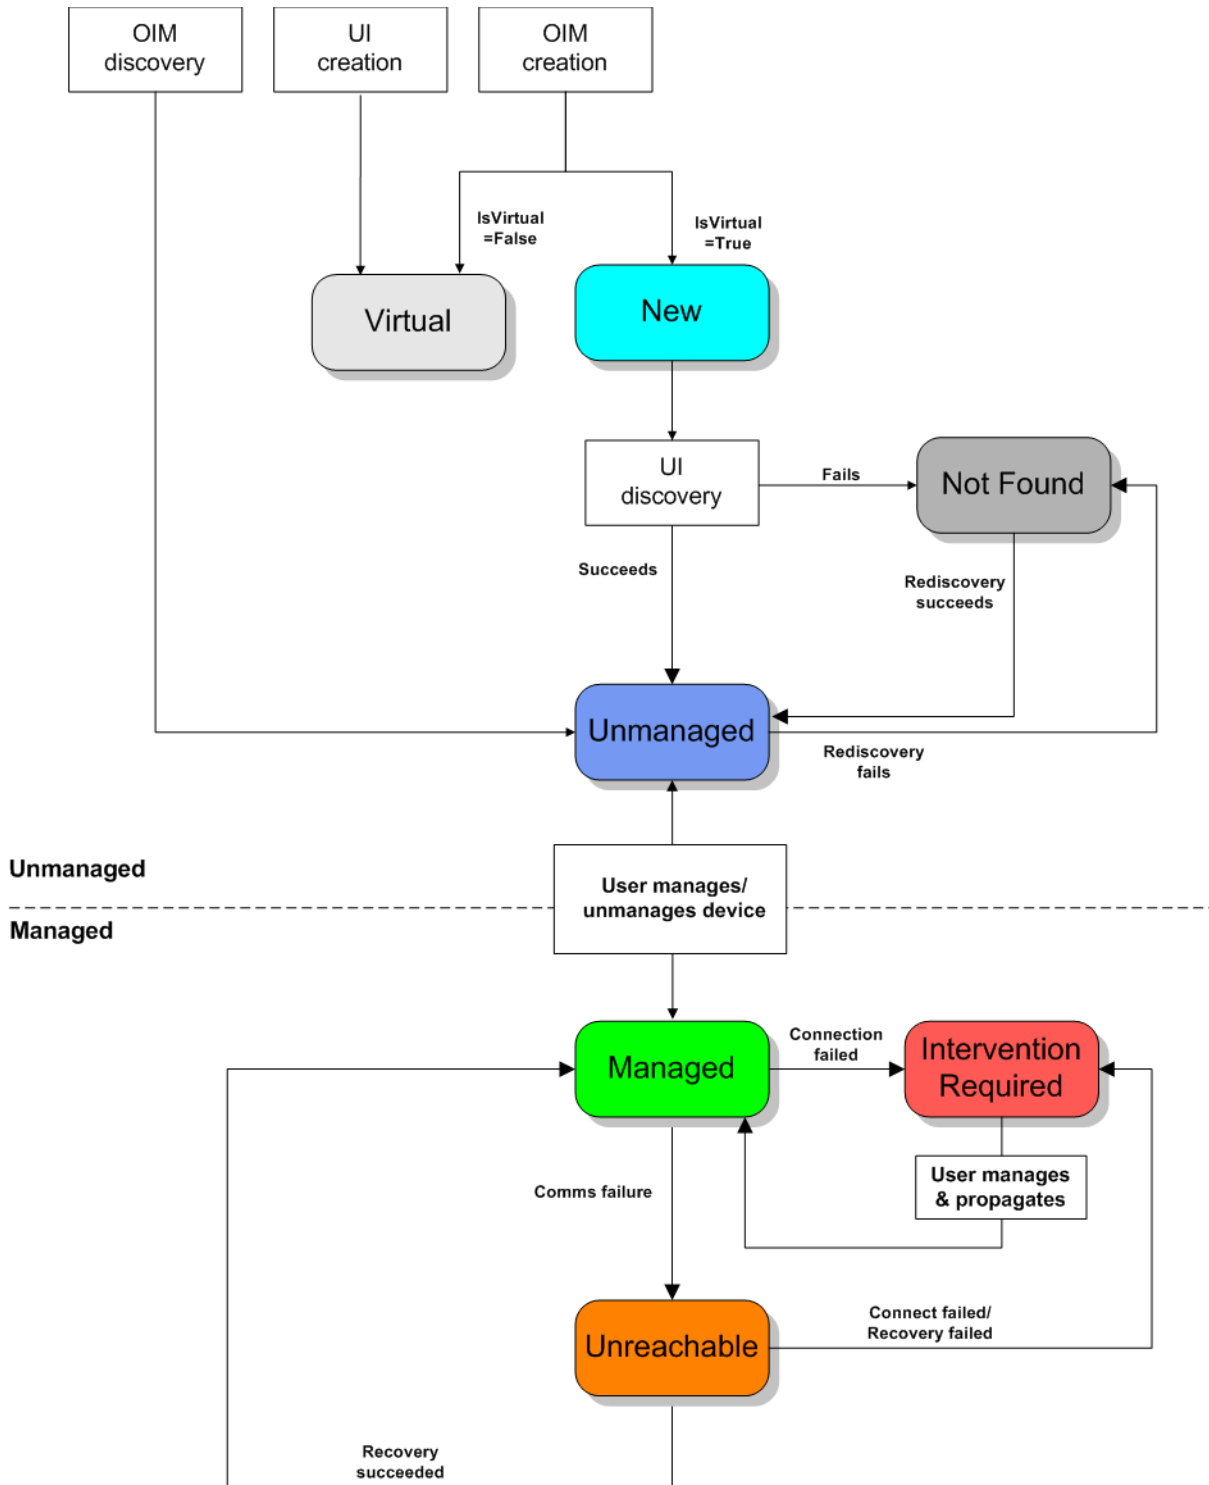 OIM
discovery
UI
creation
OIM
creation
IsVirtual
=False
IsVirtual
=True
Virtual
New
UI
discovery
Fails
Not Found
Succeeds
Rediscovery
succeeds
Unmanaged
Rediscovery
fails
Unmanaged
User manages/
unmanages device
Managed
Managed
Connection
failed
Intervention
Required
User manages
& propagates
Comms failure
Unreachable
Connect failed/
Recovery failed
Recovery
succeeded